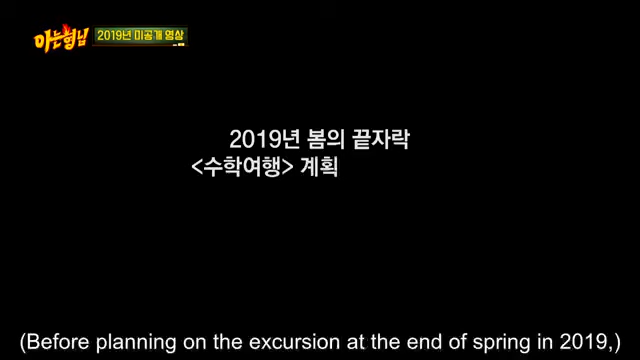 아는형님
2019년 미공개 영상
2019년 봄의 끝자락
<수학여행> 계획
(Before planning on the excursion at the end of spring in 2019,)